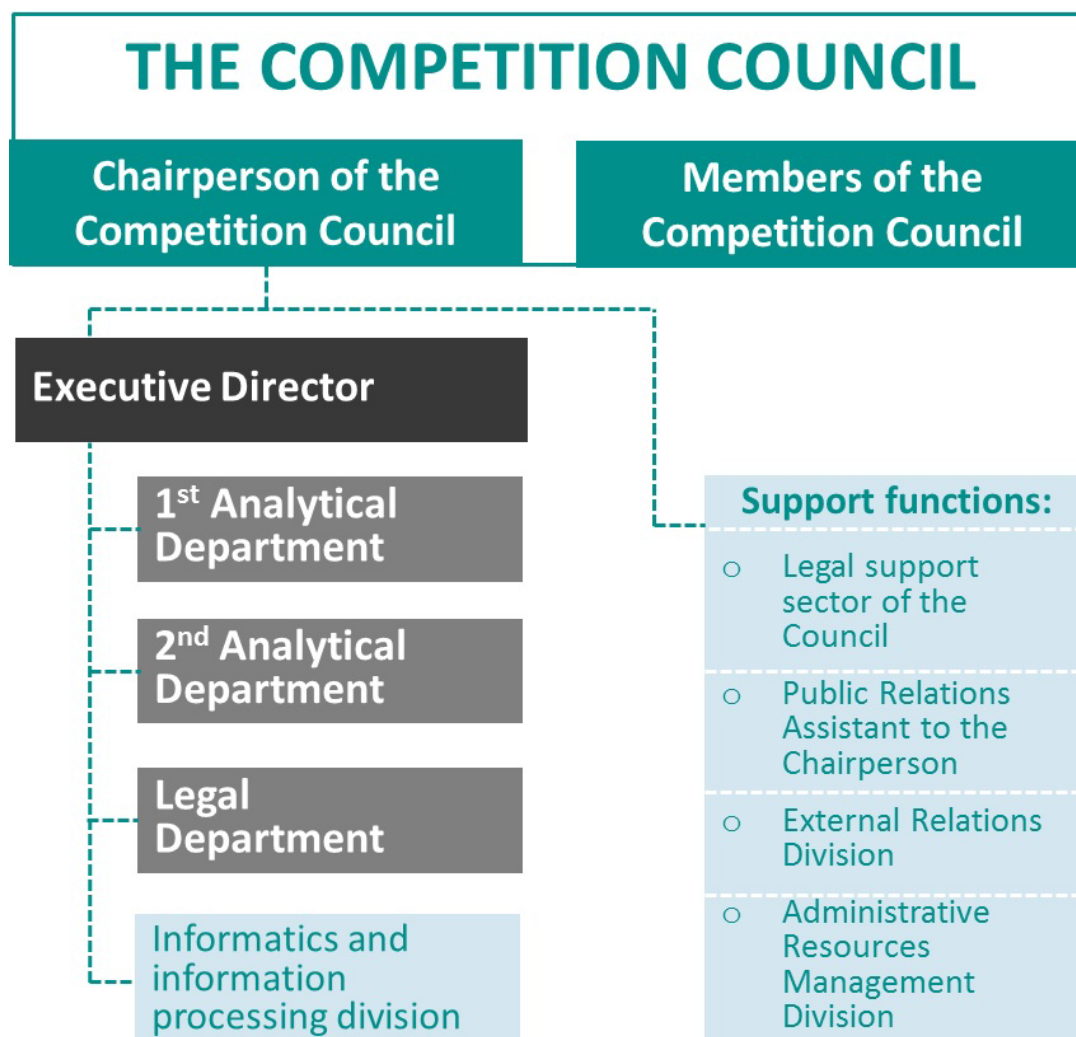 THE COMPETITION COUNCIL
Chairperson of the
Competition Council
Members of the
Competition Council
Executive Director
1st Analytical
Department
2nd Analytical
Department
Legal
Department
Informatics and
information
processing division
Support functions:
o Legal support
sector of the
Council
o Public Relations
Assistant to the
Chairperson
o External Relations
Division
o Administrative
Resources
Management
Division